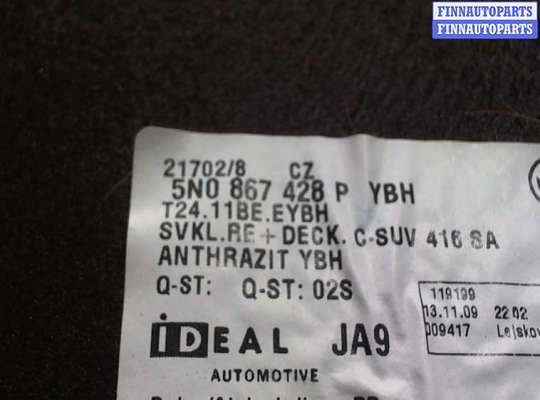 FINNAUTOPARTS
FINNAUTOPARTS
21702/8 CZ
5N0 867 428 P YBH
T24.11BE.EYBH
SVKL.RE+DECK. C-SUV 416 SA
ANTHRAZIT YBH
Q-ST: Q-ST: 02S
119199
13.11.09 22 02
009417 Lejskov
iDEAL JA9
AUTOMOTIVE